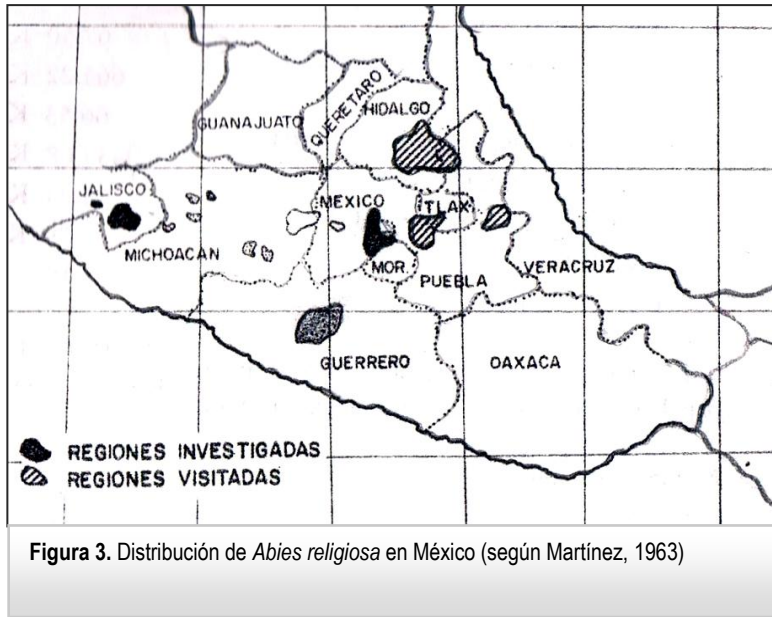 QUERETARO
HIDALGO
GUANAJUATO
JALISCO
MEXICO
TLAX.
MICHOACAN
MOR.
PUEBLA
VERACRUZ
GUERRERO
OAXACA
REGIONES INVESTIGADAS
REGIONES VISITADAS
Figura 3. Distribución de Abies religiosa en México (según Martínez, 1963)